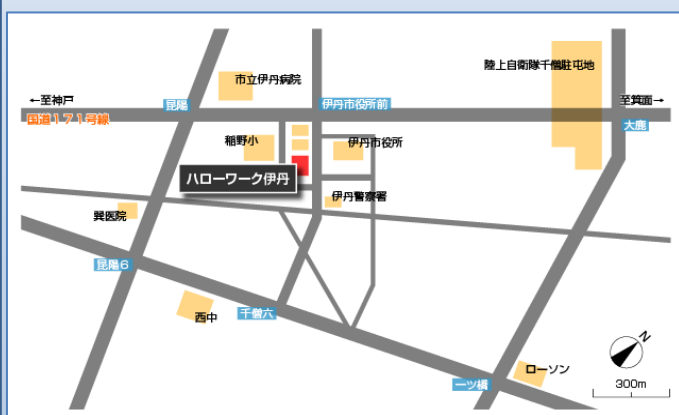 市立伊丹病院
陸上自衛隊千僧駐屯地
←至神戸
昆陽
伊丹市役所前
至箕面→
国道171号線
大鹿
稲野小
伊丹市役所
ハローワーク伊丹
伊丹警察署
巽医院
昆陽6
西中
千僧六
N
ローソン
一ツ橋
300m